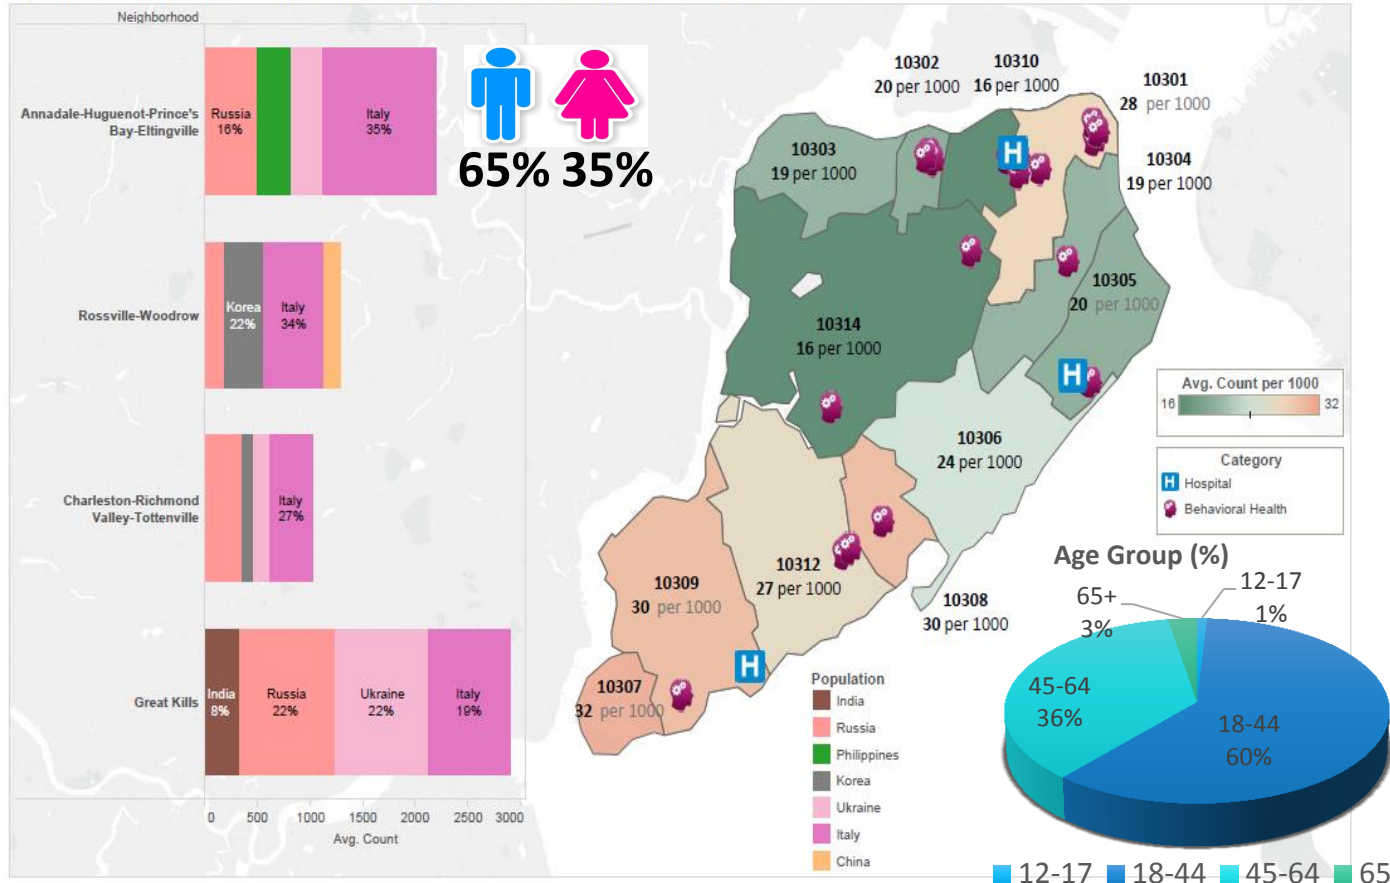 Neighborhood
Annadale-Huguenot-Prince's
Bay-Eltingville
Russia
16%
Italy
35%
Rossville-Woodrow
Korea
22%
Italy
34%
Charleston-Richmond
Valley-Tottenville
Italy
27%
Great Kills
India
8%
Russia
22%
Ukraine
22%
Italy
19%
0 500 1000 1500 2000 2500 3000
Avg. Count
65% 35%
10302
20 per 1000
10310
16 per 1000
10301
28 per 1000
10303
19 per 1000
10304
19 per 1000
H
10305
20 per 1000
10314
16 per 1000
H
10306
24 per 1000
10312
27 per 1000
10309
30 per 1000
10308
30 per 1000
H
10307
32 per 1000
Avg. Count per 1000
16 32
Category
H Hospital
Behavioral Health
Population
India
Russia
Philippines
Korea
Ukraine
Italy
China
Age Group (%)
65+
3%
12-17
1%
45-64
36%
18-44
60%
12-17 18-44 45-64 65